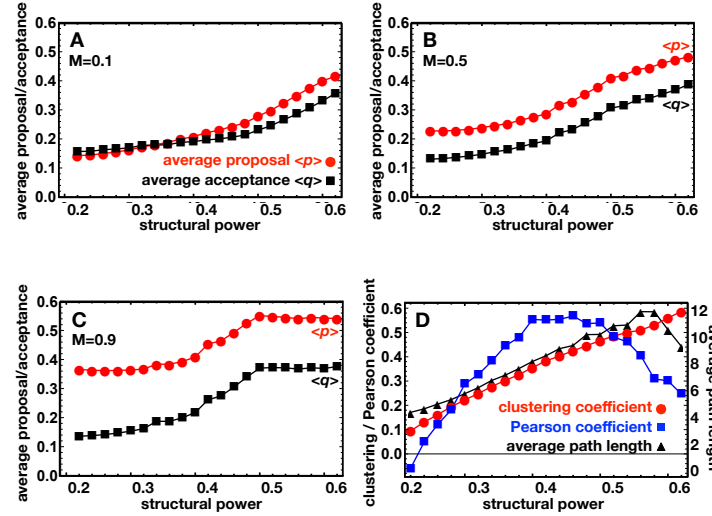 A
M=0.1
average proposal/acceptance
0.6
0.5
0.4
0.3
0.2
0.1
0.0
average proposal <p>
average acceptance <q>
0.2 0.3 0.4 0.5 0.6
structural power
B
M=0.5
average proposal/acceptance
0.6
0.5
0.4
0.3
0.2
0.1
0.0
<p>
<q>
0.2 0.3 0.4 0.5 0.6
structural power
C
M=0.9
average proposal/acceptance
0.6
0.5
0.4
0.3
0.2
0.1
0.0
<p>
<q>
0.2 0.3 0.4 0.5 0.6
structural power
D
clustering / Pearson coefficient
0.6
0.5
0.4
0.3
0.2
0.1
0.0
clustering coefficient
Pearson coefficient
average path length
12
10
8
6
4
2
0
average path length
0.2 0.3 0.4 0.5 0.6
structural power